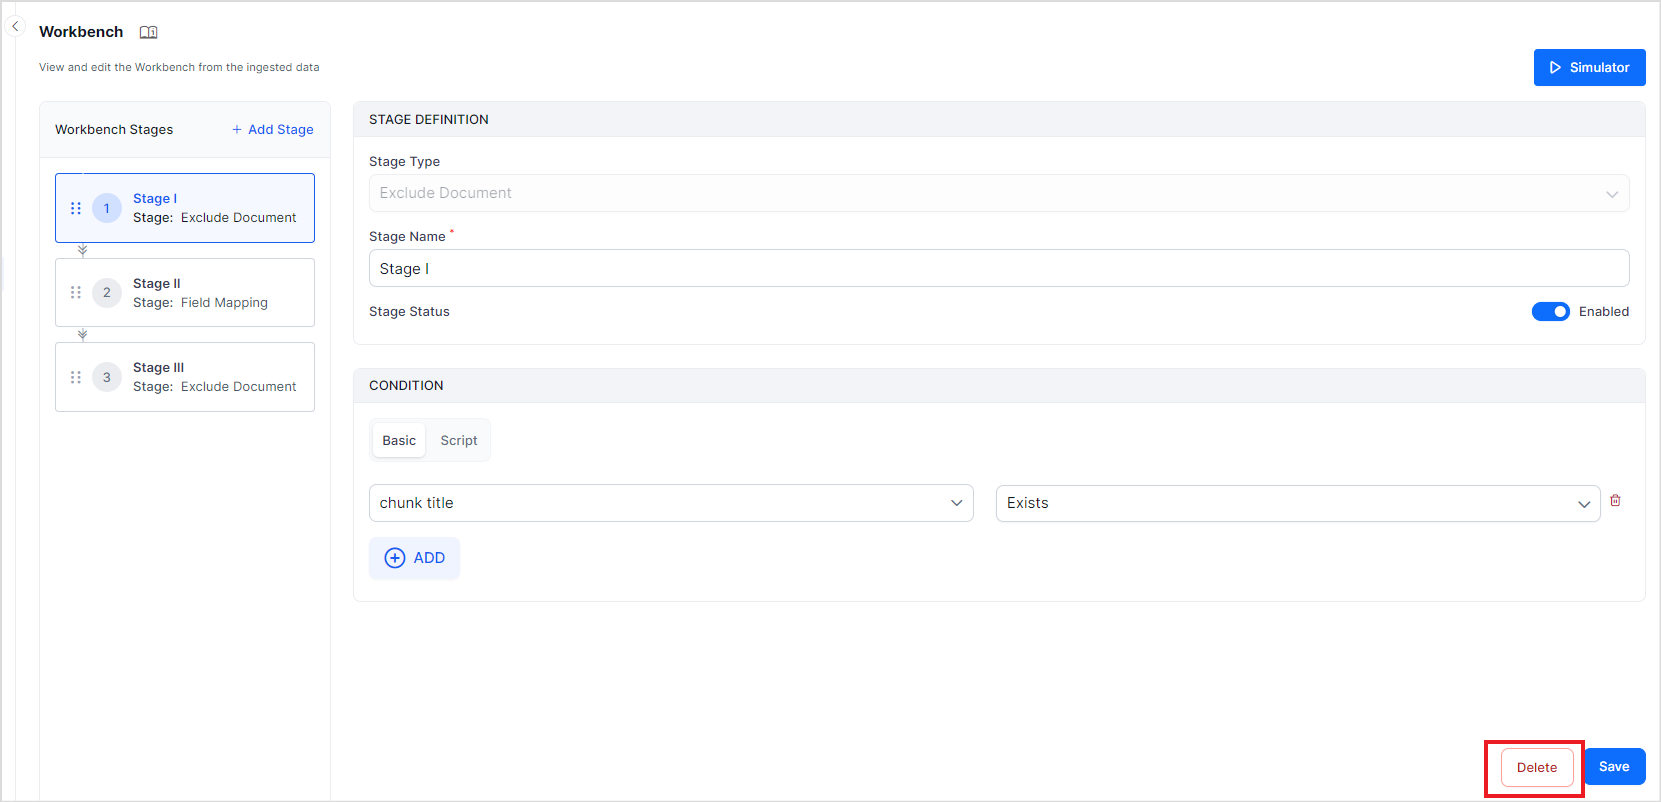 Workbench
View and edit the Workbench from the ingested data
Simulator
Workbench Stages
+ Add Stage
1
Stage I
Stage: Exclude Document
2
Stage II
Stage: Field Mapping
3
Stage III
Stage: Exclude Document
STAGE DEFINITION
Stage Type
Exclude Document
Stage Name *
Stage I
Stage Status
Enabled
CONDITION
Basic
Script
chunk title
Exists
ADD
Delete
Save